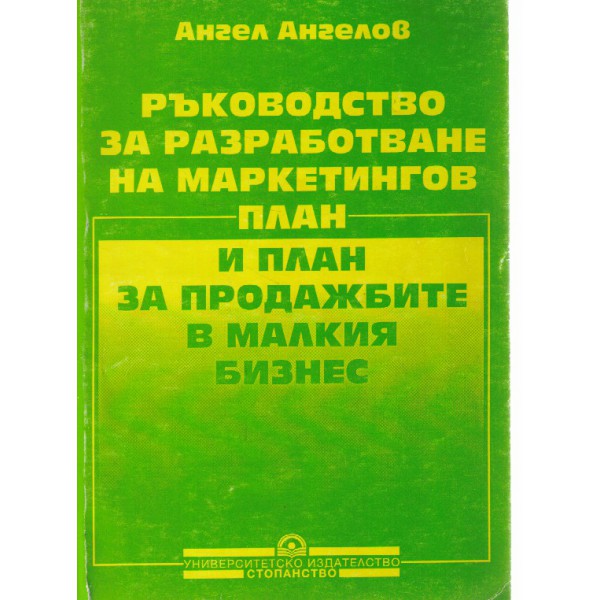 Ангел Ангелов
РЪКОВОДСТВО
ЗА РАЗРАБОТВАНЕ
НА МАРКЕТИНГОВ
ПЛАН
И ПЛАН
ЗА ПРОДАЖБИТЕ
В МАЛКИЯ
БИЗНЕС
УНИВЕРСИТЕТСКО ИЗДАТЕЛСТВО
СТОПАНСТВО